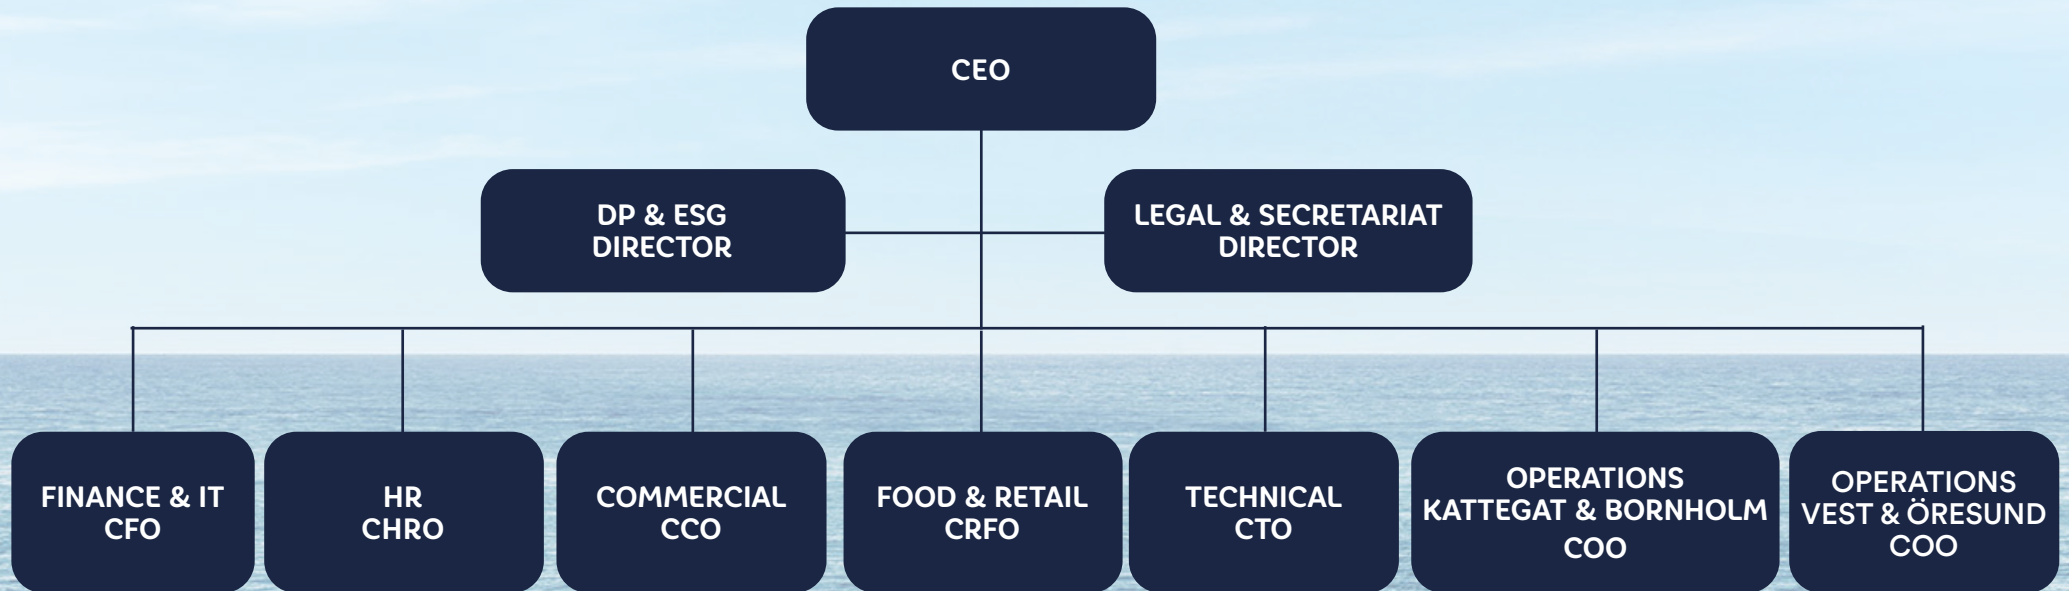 CEO
DP & ESG
DIRECTOR
LEGAL & SECRETARIAT
DIRECTOR
FINANCE & IT
CFO
HR
CHRO
COMMERCIAL
CCO
FOOD & RETAIL
CRFO
TECHNICAL
CTO
OPERATIONS
KATTEGAT & BORNHOLM
COO
OPERATIONS
VEST & ÖRESUND
COO